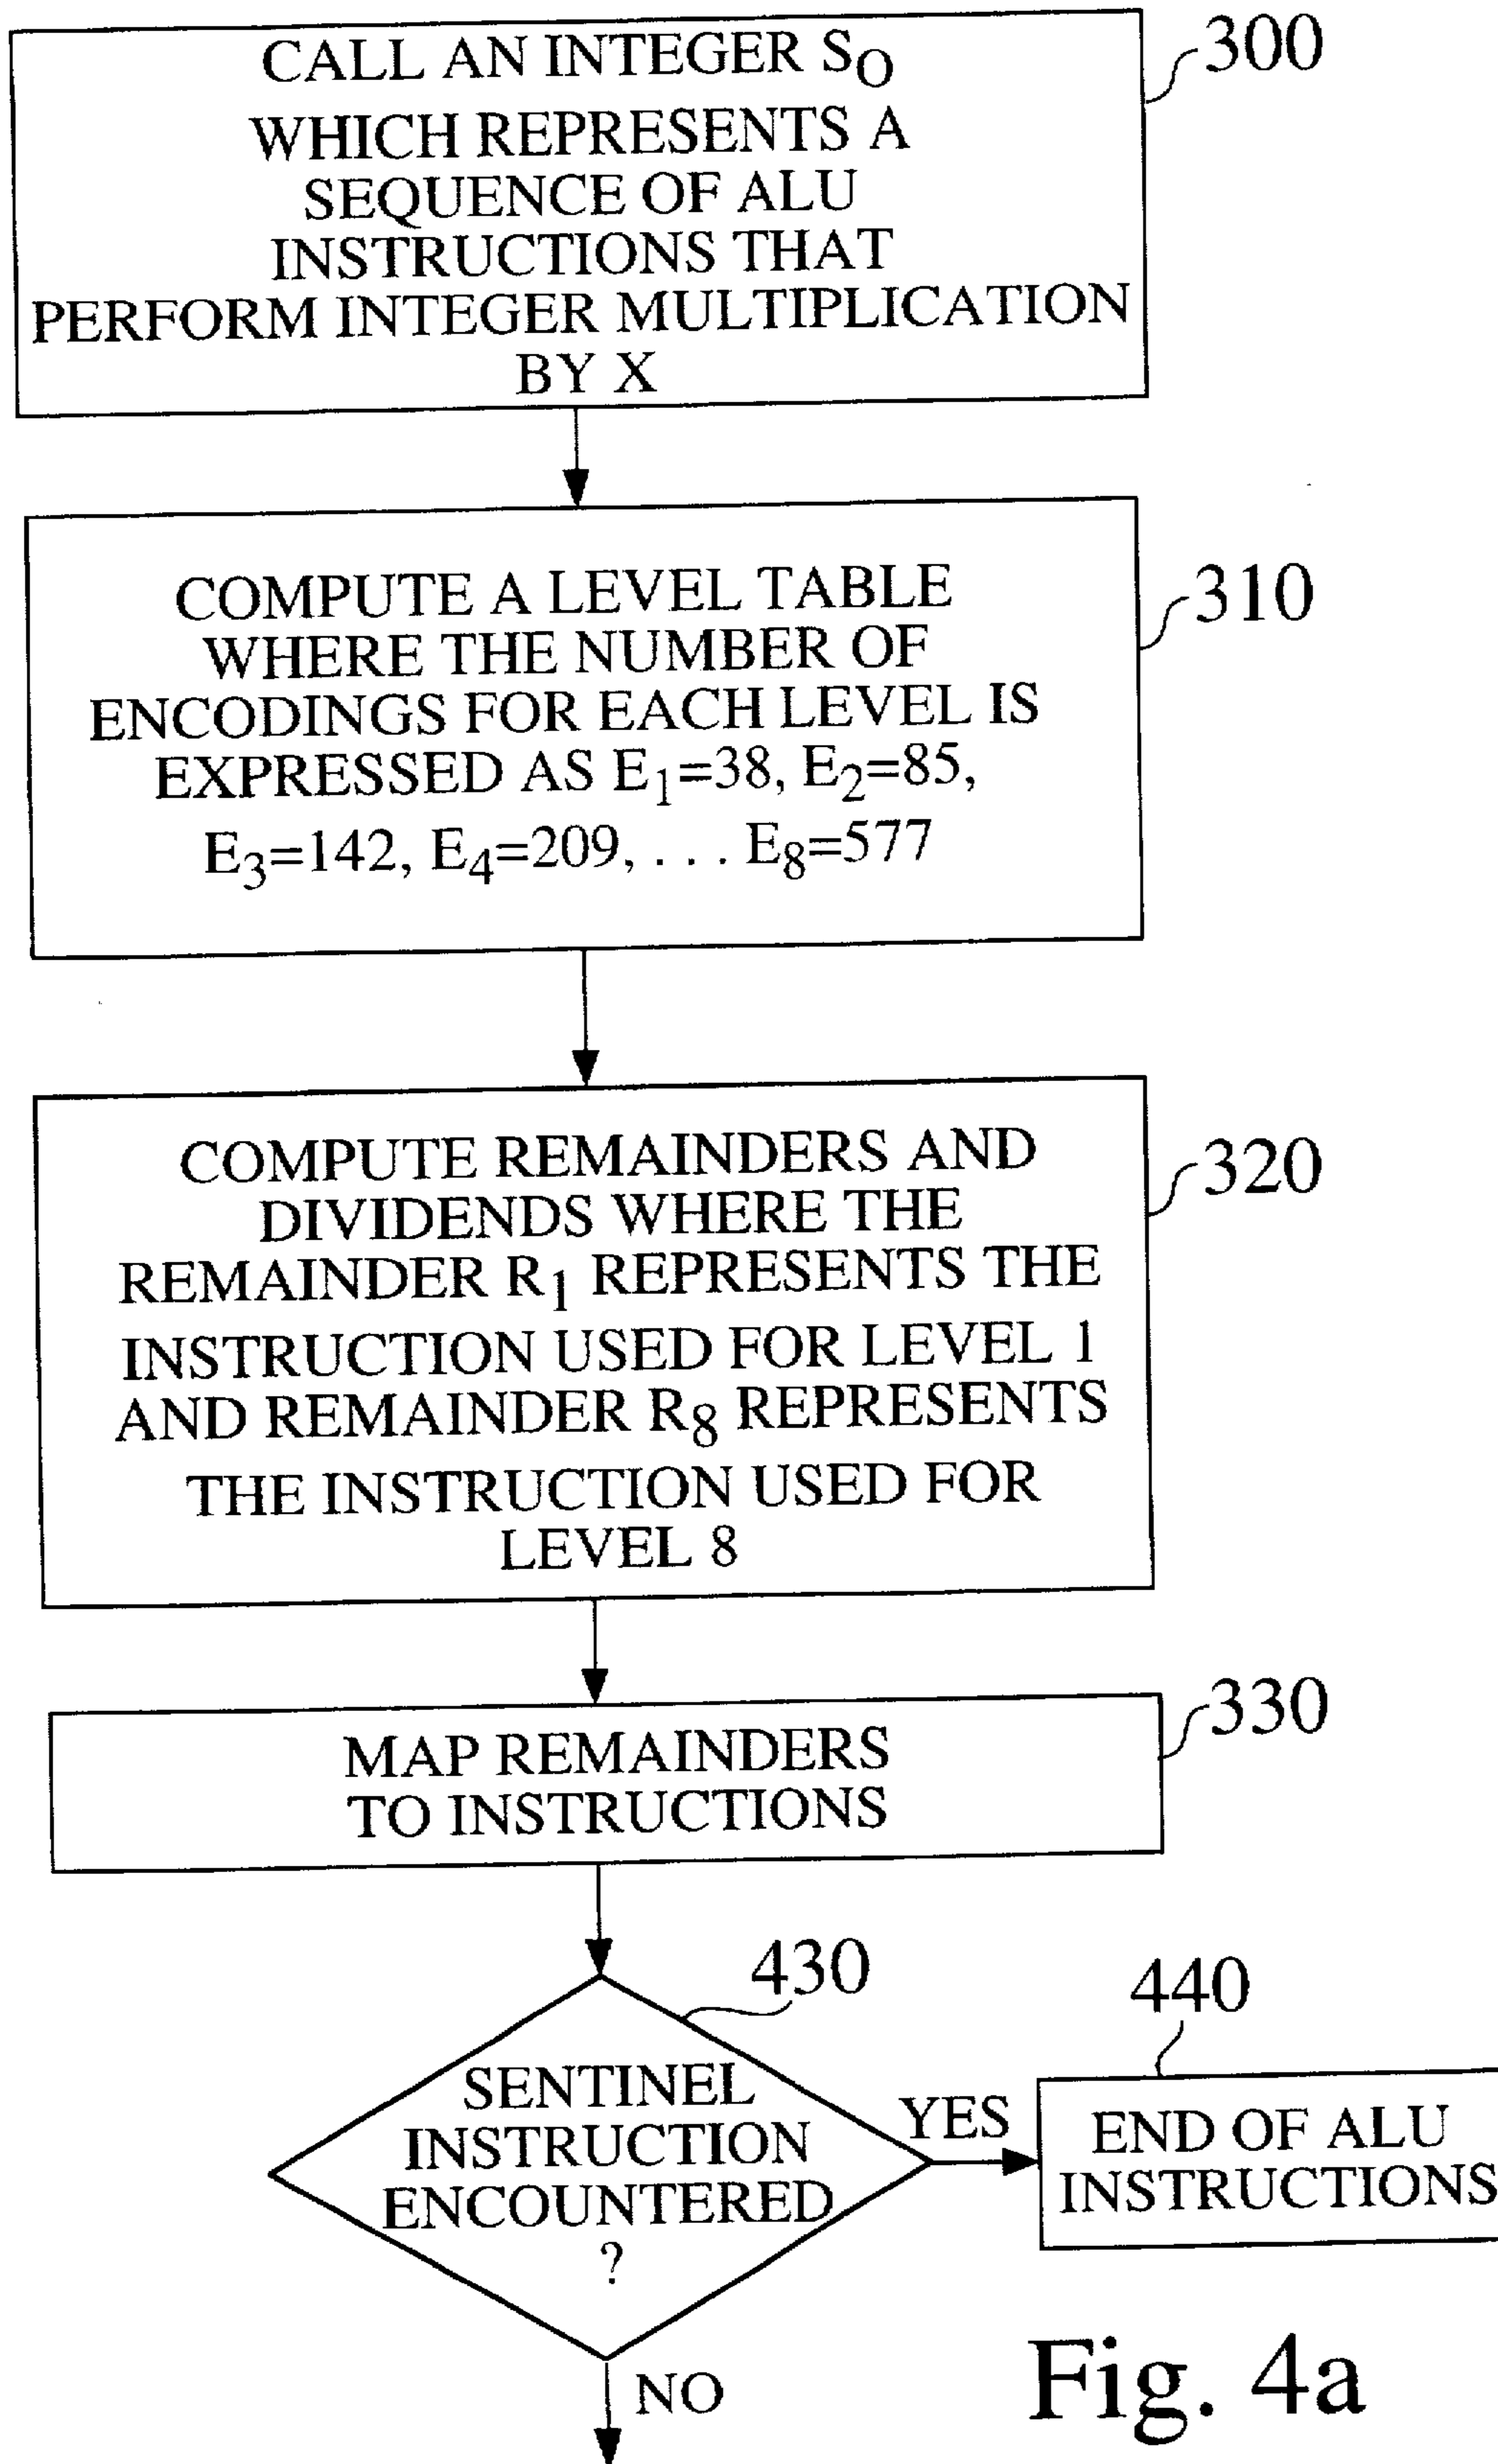 CALL AN INTEGER S₀
WHICH REPRESENTS A
SEQUENCE OF ALU
INSTRUCTIONS THAT
PERFORM INTEGER MULTIPLICATION
BY X
300
COMPUTE A LEVEL TABLE
WHERE THE NUMBER OF
ENCODINGS FOR EACH LEVEL IS
EXPRESSED AS E₁=38, E₂=85,
E₃=142, E₄=209, . . . E₈=577
310
COMPUTE REMAINDERS AND
DIVIDENDS WHERE THE
REMAINDER R₁ REPRESENTS THE
INSTRUCTION USED FOR LEVEL 1
AND REMAINDER R₈ REPRESENTS
THE INSTRUCTION USED FOR
LEVEL 8
320
MAP REMAINDERS
TO INSTRUCTIONS
330
SENTINEL
INSTRUCTION
ENCOUNTERED
?
430
YES
440
END OF ALU
INSTRUCTIONS
NO
Fig. 4a